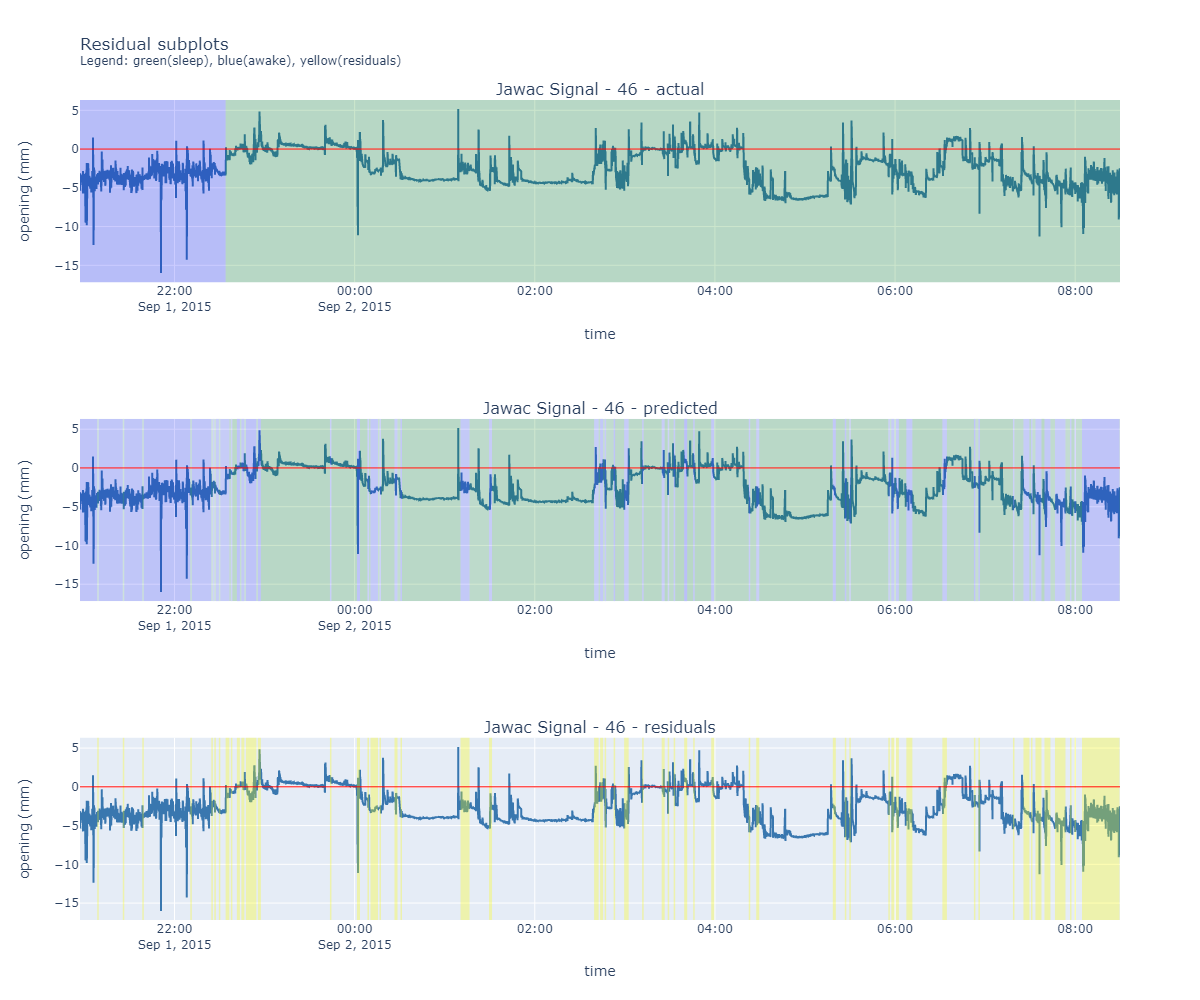 Residual subplots
Legend: green(sleep), blue(awake), yellow(residuals)
Jawac Signal - 46 - actual
opening (mm)
5
0
−5
−10
−15
22:00 00:00 02:00 04:00 06:00 08:00
Sep 1, 2015 Sep 2, 2015
time
Jawac Signal - 46 - predicted
opening (mm)
5
0
−5
−10
−15
22:00 00:00 02:00 04:00 06:00 08:00
Sep 1, 2015 Sep 2, 2015
time
Jawac Signal - 46 - residuals
opening (mm)
5
0
−5
−10
−15
22:00 00:00 02:00 04:00 06:00 08:00
Sep 1, 2015 Sep 2, 2015
time